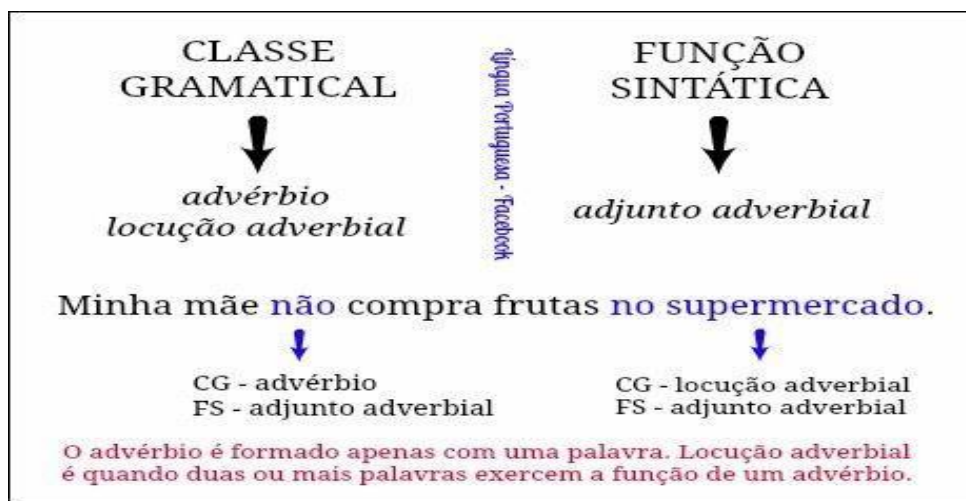 CLASSE
GRAMATICAL
advérbio
locução adverbial
Língua Portuguesa - Facebook
FUNÇÃO
SINTÁTICA
adjunto adverbial
Minha mãe não compra frutas no supermercado.
CG - advérbio
FS - adjunto adverbial
CG - locução adverbial
FS - adjunto adverbial
O advérbio é formado apenas com uma palavra. Locução adverbial
é quando duas ou mais palavras exercem a função de um advérbio.